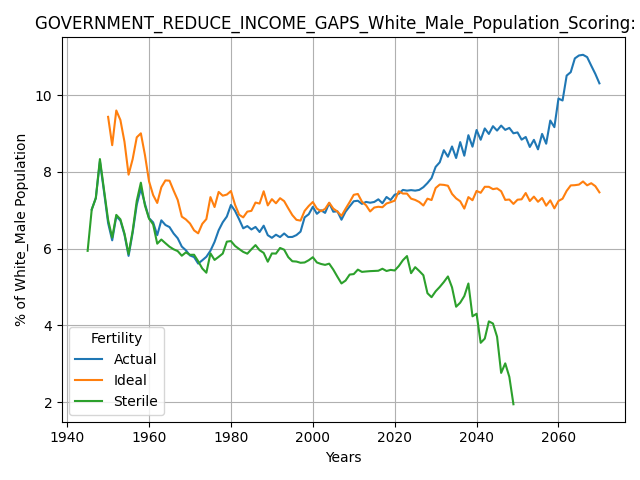 GOVERNMENT_REDUCE_INCOME_GAPS_White_Male_Population_Scoring:
% of White_Male Population
10
8
6
4
2
Fertility
Actual
Ideal
Sterile
1940 1960 1980 2000 2020 2040 2060
Years